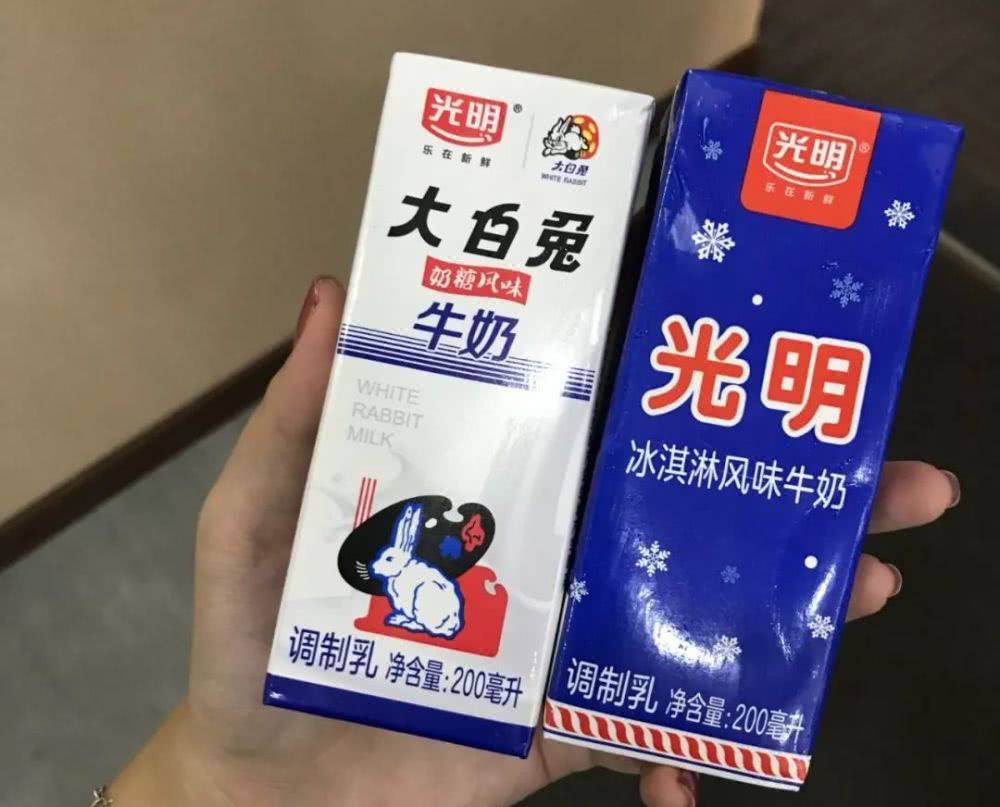 光明®
乐在新鲜
大白兔
WHITE RABBIT
大白兔
奶糖风味
牛奶
WHITE
RABBIT
MILK
调制乳 净含量:200毫升
光明®
乐在新鲜
光明
冰淇淋风味牛奶
调制乳 净含量:200毫升